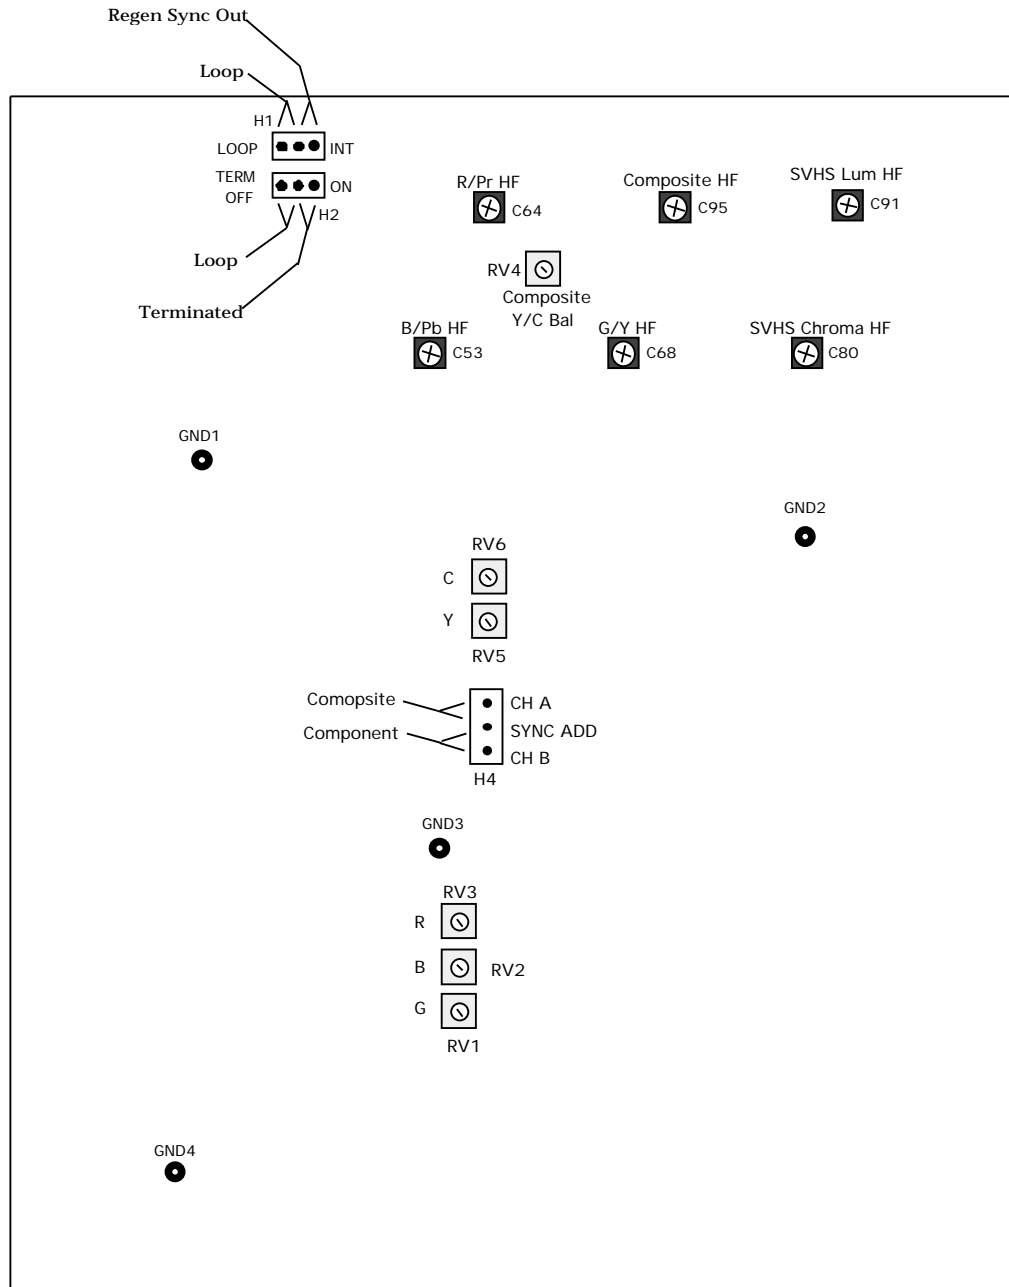 Regen Sync Out
Loop
H1
LOOP
INT
TERM
OFF
ON
H2
Loop
Terminated
R/Pr HF
C64
Composite HF
C95
SVHS Lum HF
C91
RV4
Composite
Y/C Bal
B/Pb HF
C53
G/Y HF
C68
SVHS Chroma HF
C80
GND1
GND2
RV6
C
Y
RV5
Comopsite
CH A
Component
SYNC ADD
CH B
H4
GND3
RV3
R
B
RV2
G
RV1
GND4